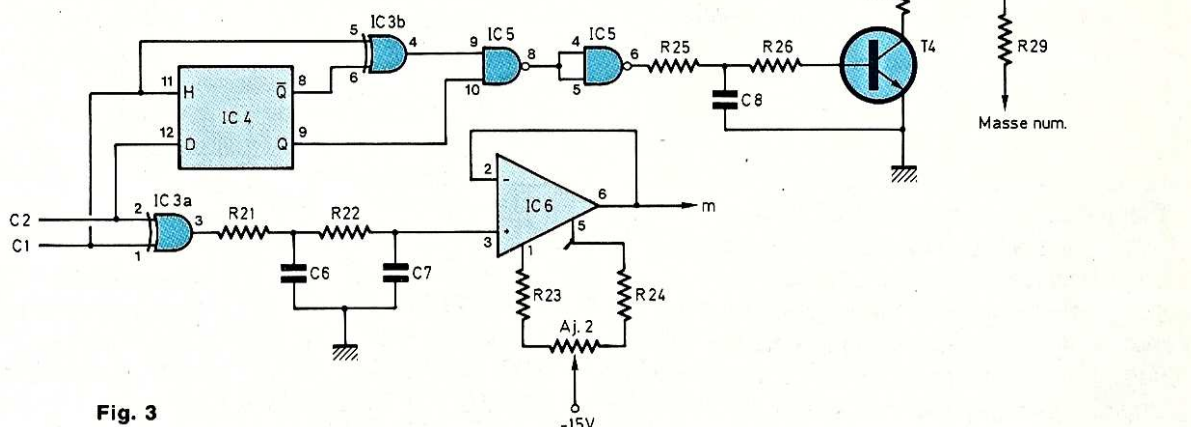 IC3b
5
4
6
IC5
9
8
10
IC5
4
6
5
R25
R26
C8
T4
R29
Masse num.
11
H
Q̅
8
IC 4
12
D
Q
9
C2
C1
IC3a
2
3
1
R21
R22
C6
C7
2
-
IC6
6
m
3
+
1
5
R23
R24
Aj. 2
-15V
Fig. 3